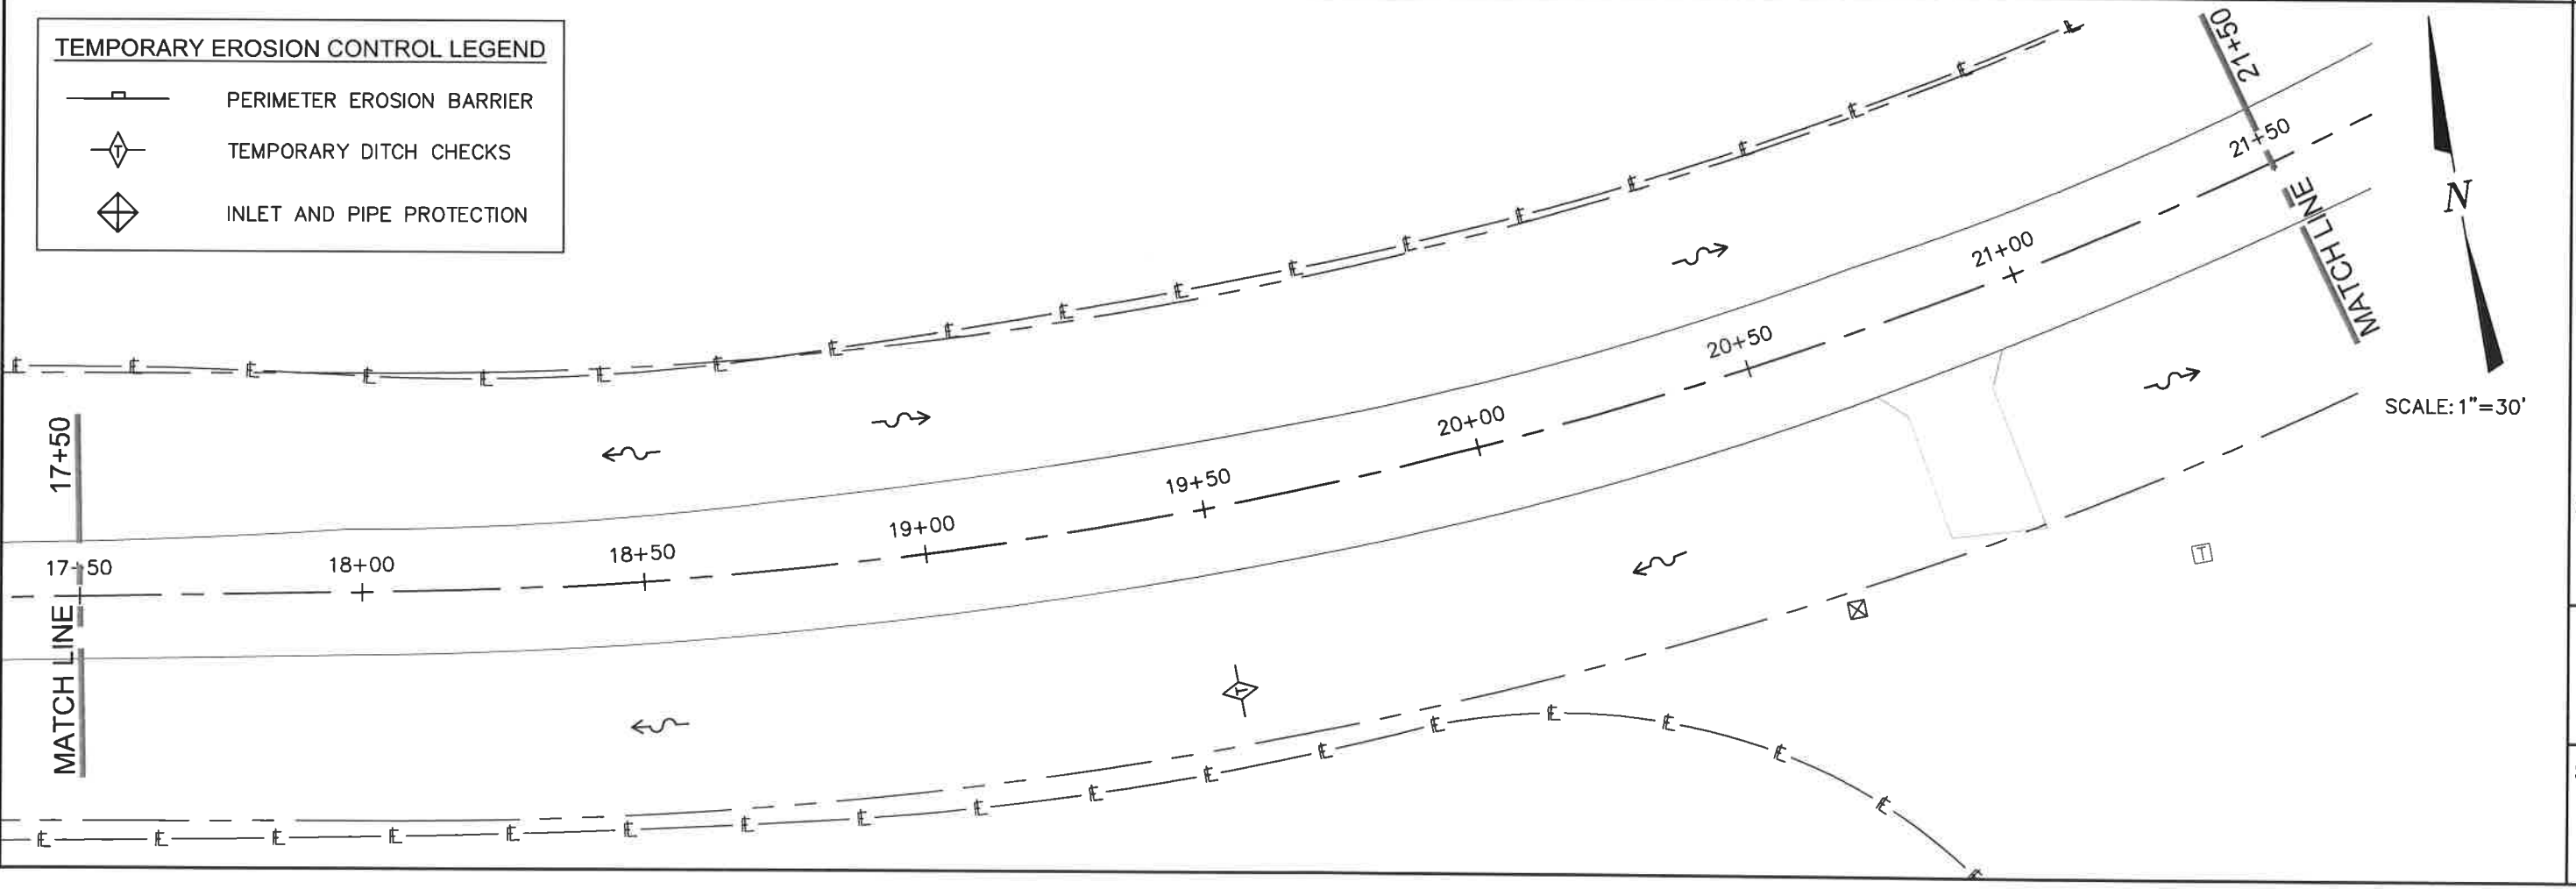 TEMPORARY EROSION CONTROL LEGEND
PERIMETER EROSION BARRIER
T
TEMPORARY DITCH CHECKS
INLET AND PIPE PROTECTION
21+50
21+50
MATCH LINE
N
SCALE: 1"=30'
21+00
20+50
20+00
19+50
19+00
18+50
18+00
17+50
17+50
MATCH LINE
T
T